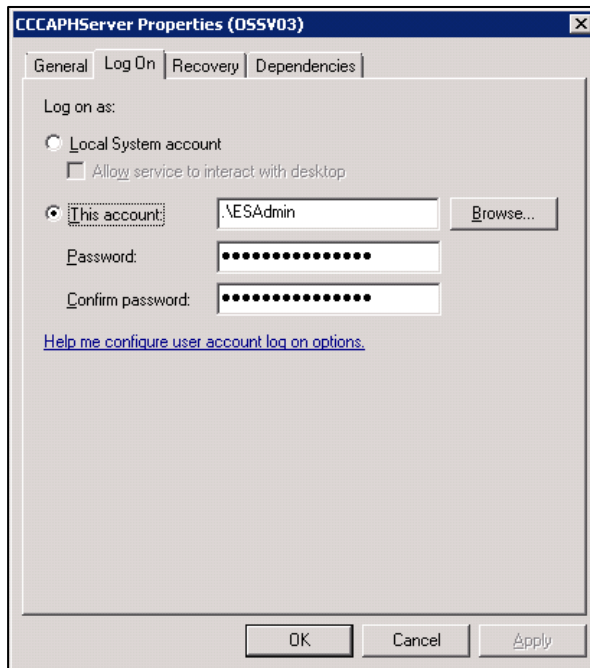 CCCAPHServer Properties (OSSV03)
General Log On Recovery Dependencies
Log on as:
Local System account
Allow service to interact with desktop
This account: .\ESAdmin Browse...
Password: ●●●●●●●●●●●●●●●
Confirm password: ●●●●●●●●●●●●●●●
Help me configure user account log on options.
OK Cancel Apply